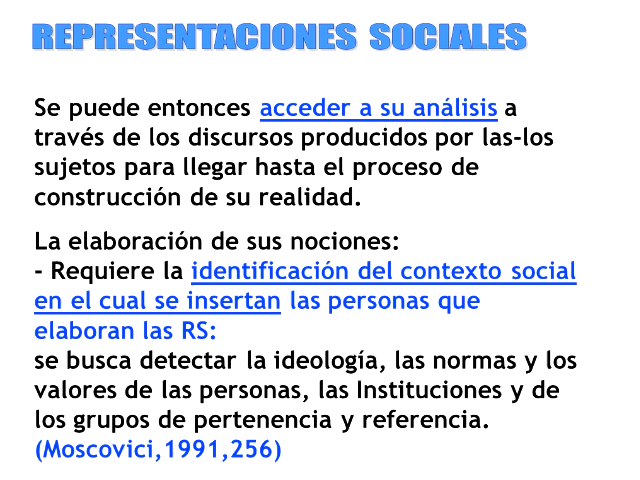 REPRESENTACIONES SOCIALES
Se puede entonces acceder a su análisis a
través de los discursos producidos por las-los
sujetos para llegar hasta el proceso de
construcción de su realidad.
La elaboración de sus nociones:
- Requiere la identificación del contexto social
en el cual se insertan las personas que
elaboran las RS:
se busca detectar la ideología, las normas y los
valores de las personas, las Instituciones y de
los grupos de pertenencia y referencia.
(Moscovici,1991,256)